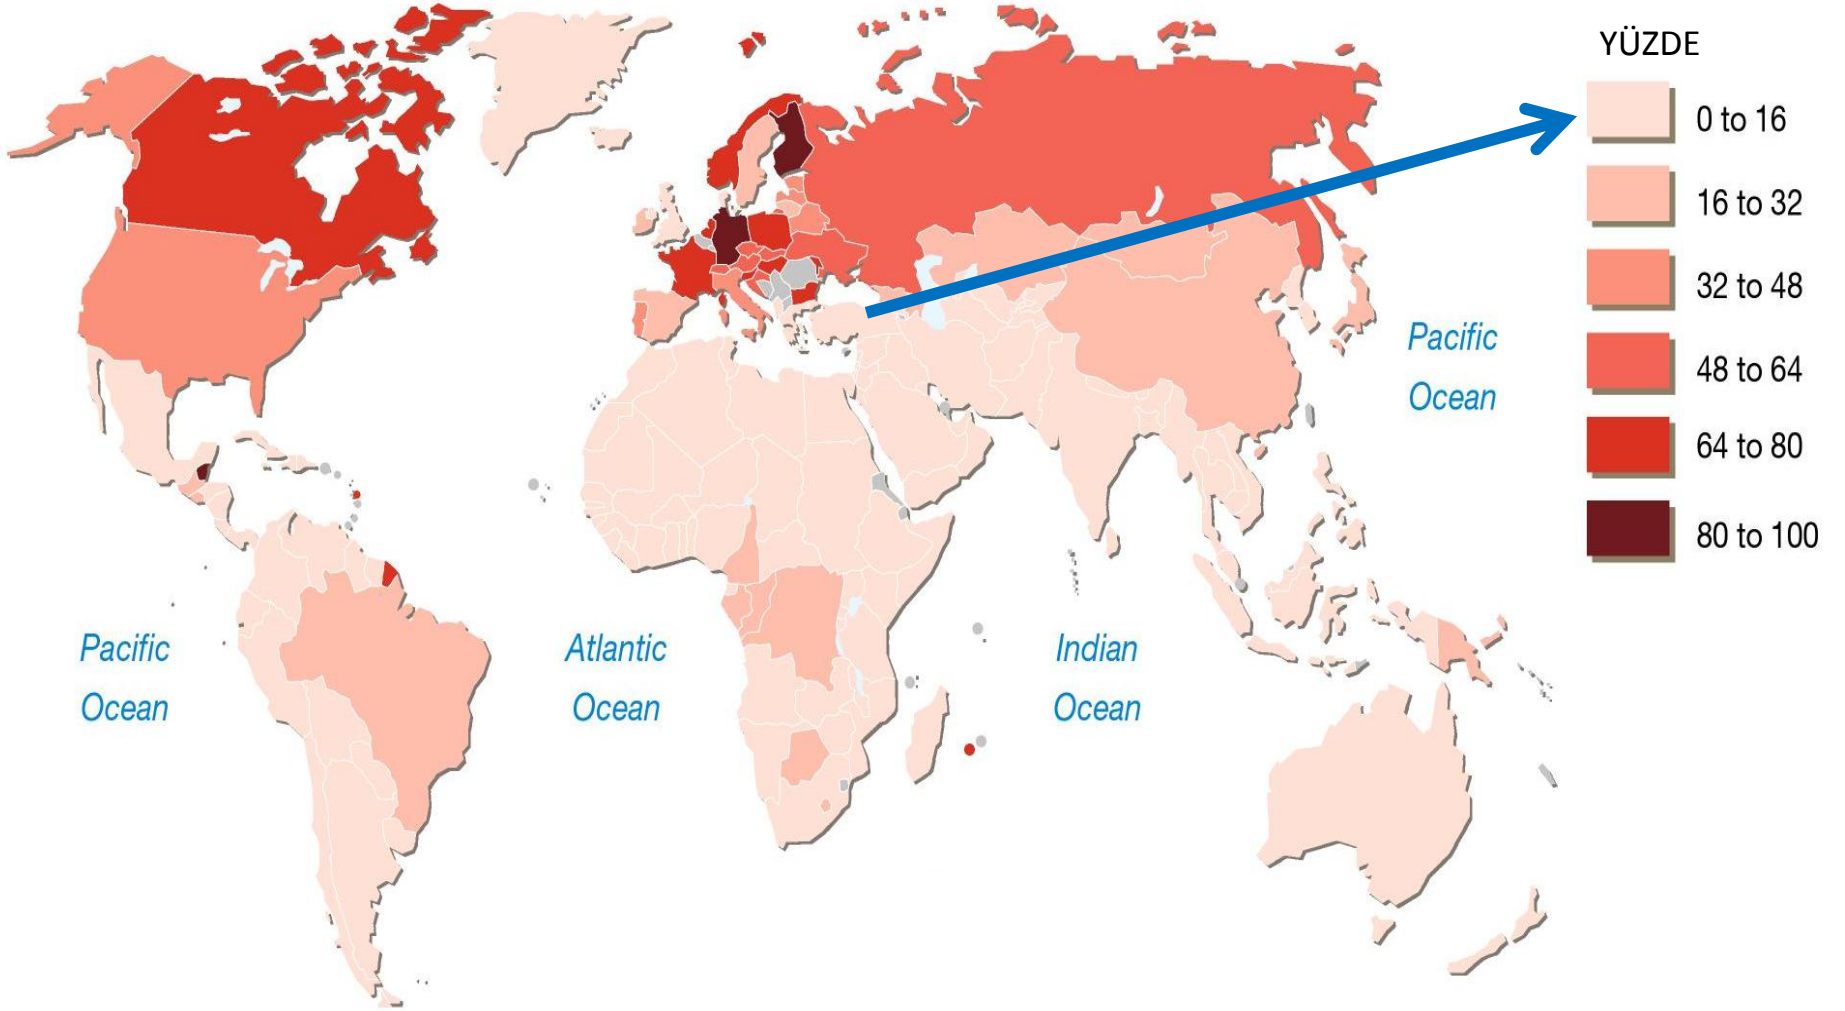 YÜZDE
0 to 16
16 to 32
32 to 48
48 to 64
64 to 80
80 to 100
Pacific
Ocean
Pacific
Ocean
Atlantic
Ocean
Indian
Ocean